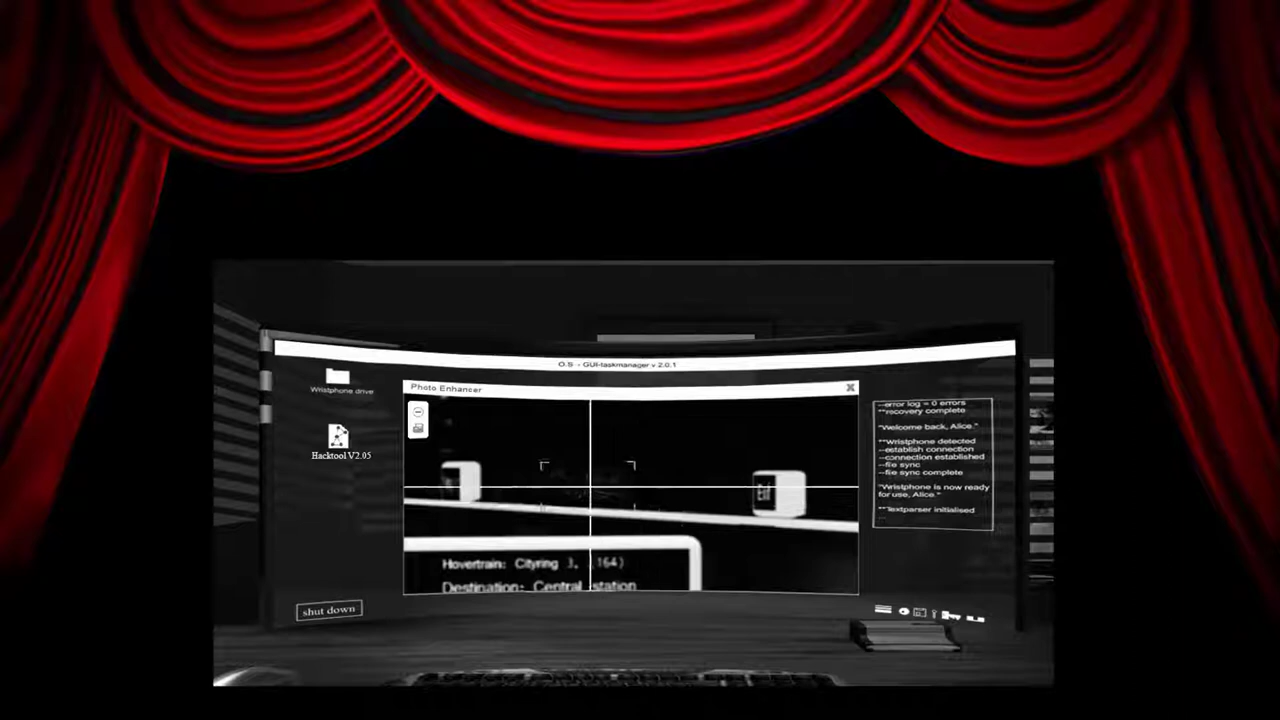 O.S - GUI-taskmanager v 2.0.1
Wristphone drive
Hacktool V2.05
shut down
Photo Enhancer
Hovertrain: Cityring 3, (164)
Destination: Central station
--error log = 0 errors
**recovery complete
"Welcome back, Alice."
**Wristphone detected
--establish connection
--connection established
--file sync
--file sync complete
"Wristphone is now ready
for use, Alice."
**Textparser initialised